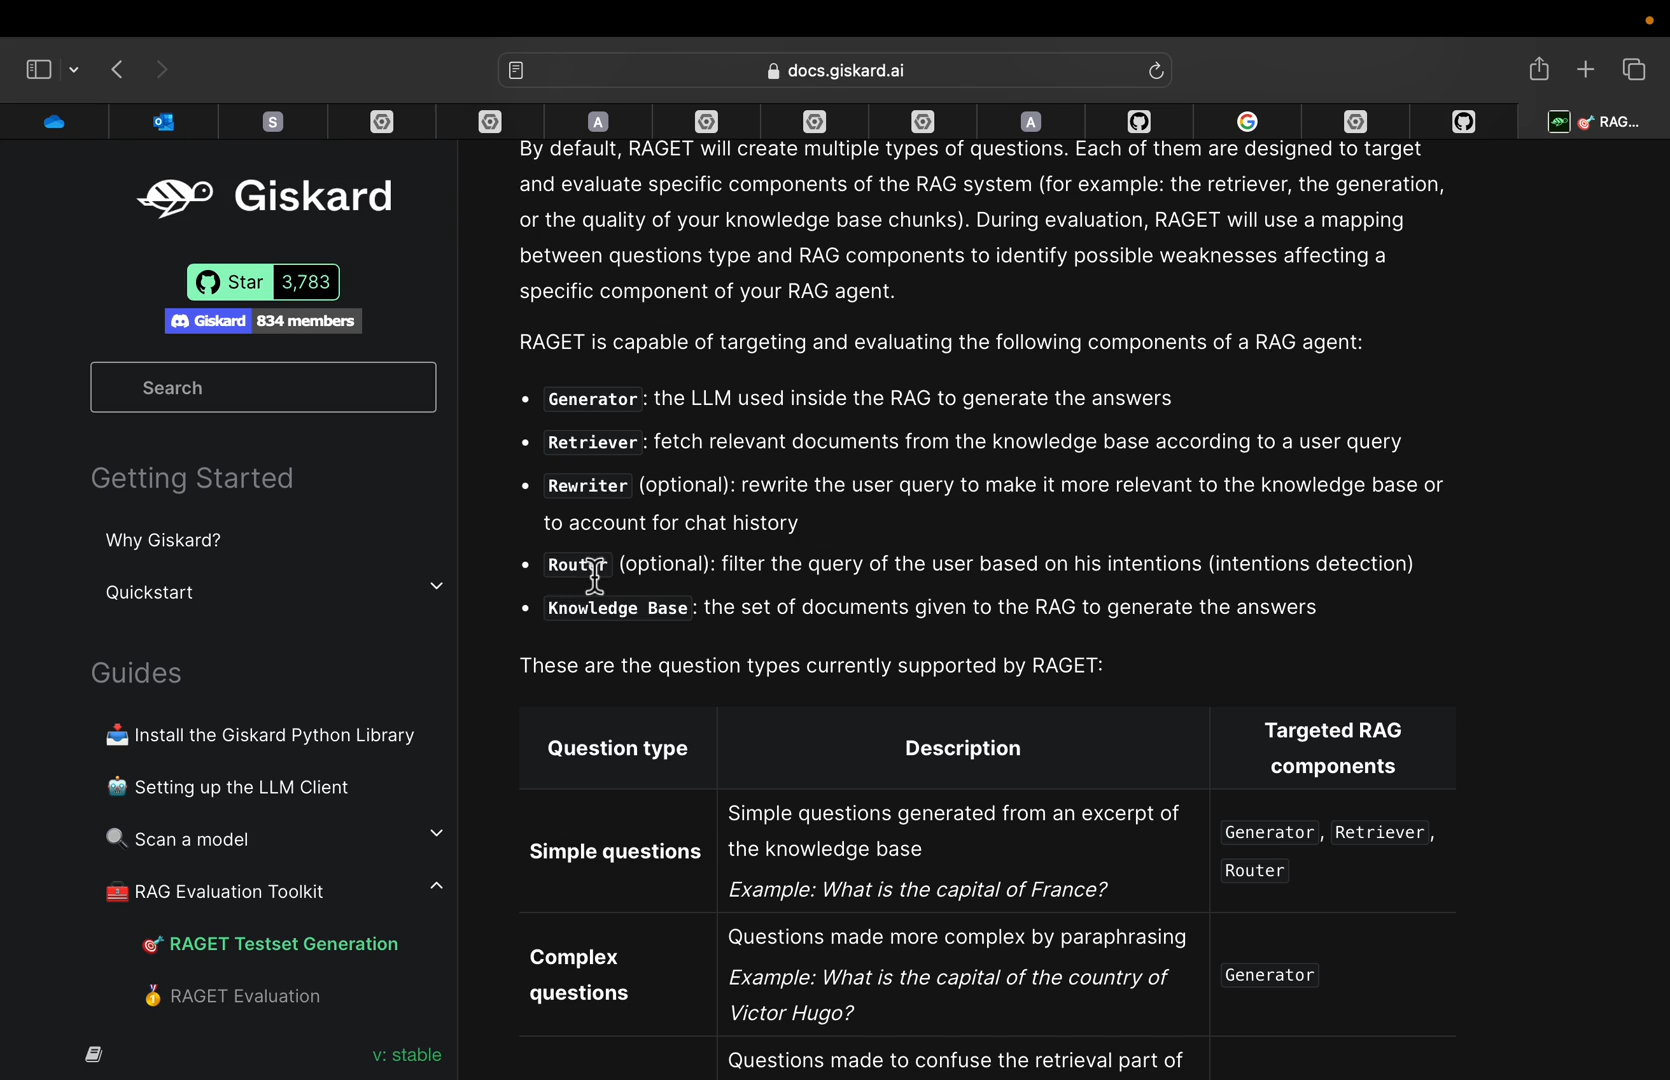 docs.giskard.ai
S
A
A
RAG...
Giskard
Star 3,783
Giskard 834 members
Search
Getting Started
Why Giskard?
Quickstart
Guides
Install the Giskard Python Library
Setting up the LLM Client
Scan a model
RAG Evaluation Toolkit
RAGET Testset Generation
RAGET Evaluation
v: stable
By default, RAGET will create multiple types of questions. Each of them are designed to target
and evaluate specific components of the RAG system (for example: the retriever, the generation,
or the quality of your knowledge base chunks). During evaluation, RAGET will use a mapping
between questions type and RAG components to identify possible weaknesses affecting a
specific component of your RAG agent.
RAGET is capable of targeting and evaluating the following components of a RAG agent:
• Generator: the LLM used inside the RAG to generate the answers
• Retriever: fetch relevant documents from the knowledge base according to a user query
• Rewriter (optional): rewrite the user query to make it more relevant to the knowledge base or
to account for chat history
• Router (optional): filter the query of the user based on his intentions (intentions detection)
• Knowledge Base: the set of documents given to the RAG to generate the answers
These are the question types currently supported by RAGET:
Question type
Description
Targeted RAG
components
Simple questions
Simple questions generated from an excerpt of
the knowledge base
Example: What is the capital of France?
Generator, Retriever,
Router
Complex
questions
Questions made more complex by paraphrasing
Example: What is the capital of the country of
Victor Hugo?
Generator
Questions made to confuse the retrieval part of